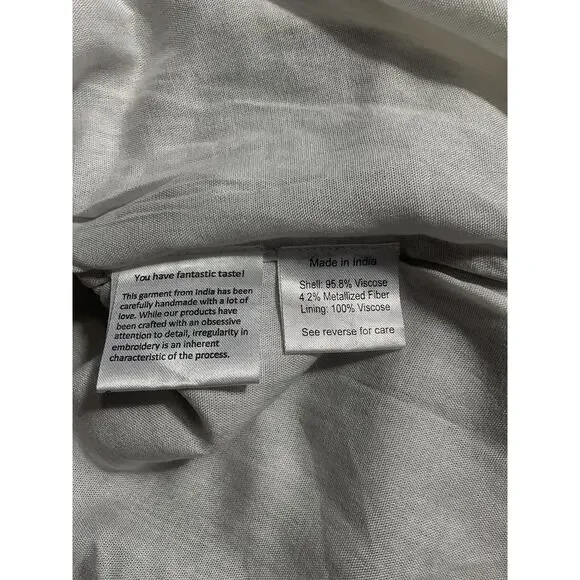 You have fantastic taste!
This garment from India has been
carefully handmade with a lot of
love. While our products have
been crafted with an obsessive
attention to detail, irregularity in
embroidery is an inherent
characteristic of the process.
Made in India
Shell: 95.8% Viscose
4.2% Metallized Fiber
Lining: 100% Viscose
See reverse for care